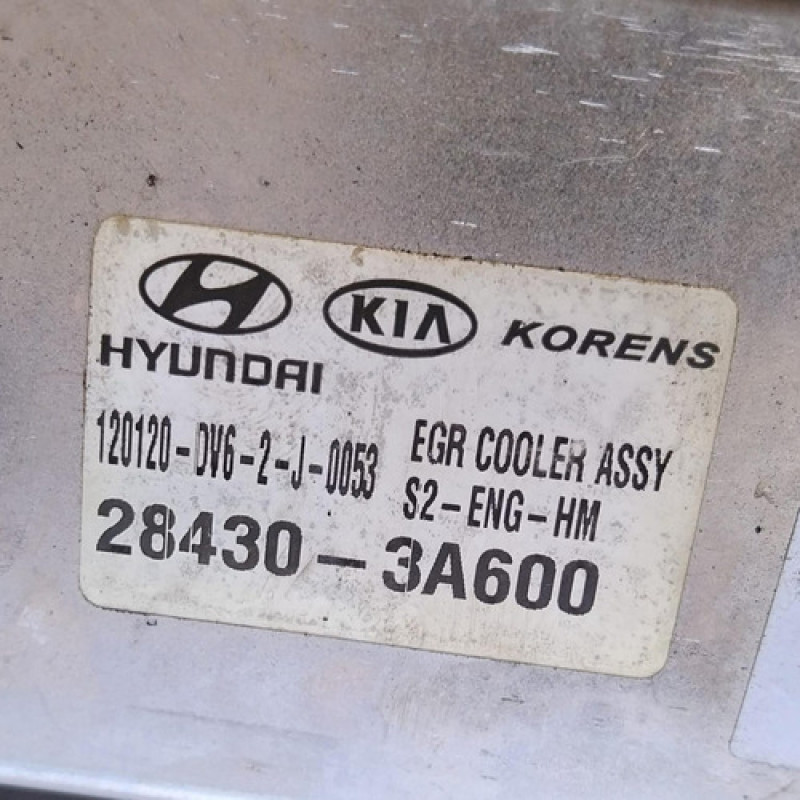 KIA KORENS
HYUNDAI
120120-DV6-2-J-0053 EGR COOLER ASSY
S2-ENG-HM
28430-3A600